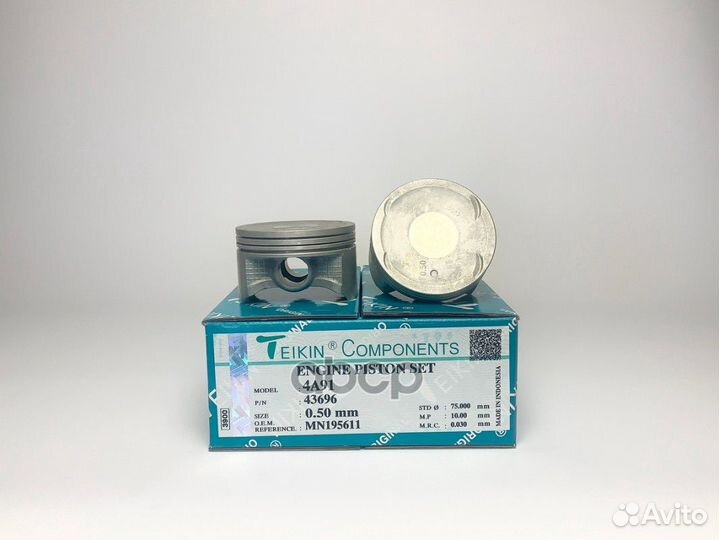 0.50 C
TEIKIN® COMPONENTS
ENGINE PISTON SET
MODEL : 4A91
P/N : 43696
SIZE : 0.50 mm
O.E.M. REFERENCE. : MN195611
STD Ø : 75.000 mm
M.P : 10.00 mm
M.R.C. : 0.030 mm
MADE IN INDONESIA
3900
авср
Avito